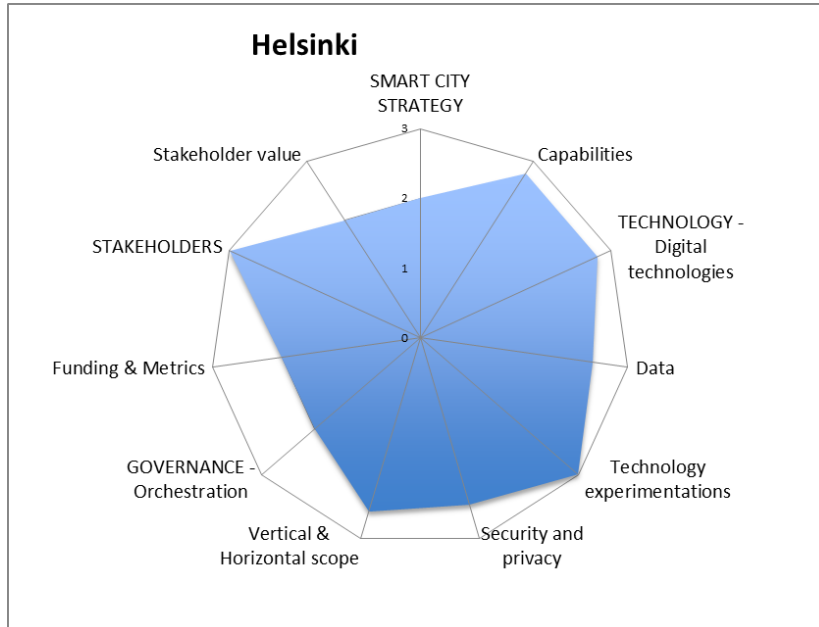 Helsinki
SMART CITY
STRATEGY
3
Capabilities
Stakeholder value
2
TECHNOLOGY -
Digital
technologies
STAKEHOLDERS
1
0
Funding & Metrics
Data
GOVERNANCE -
Orchestration
Technology
experimentations
Vertical &
Horizontal scope
Security and
privacy